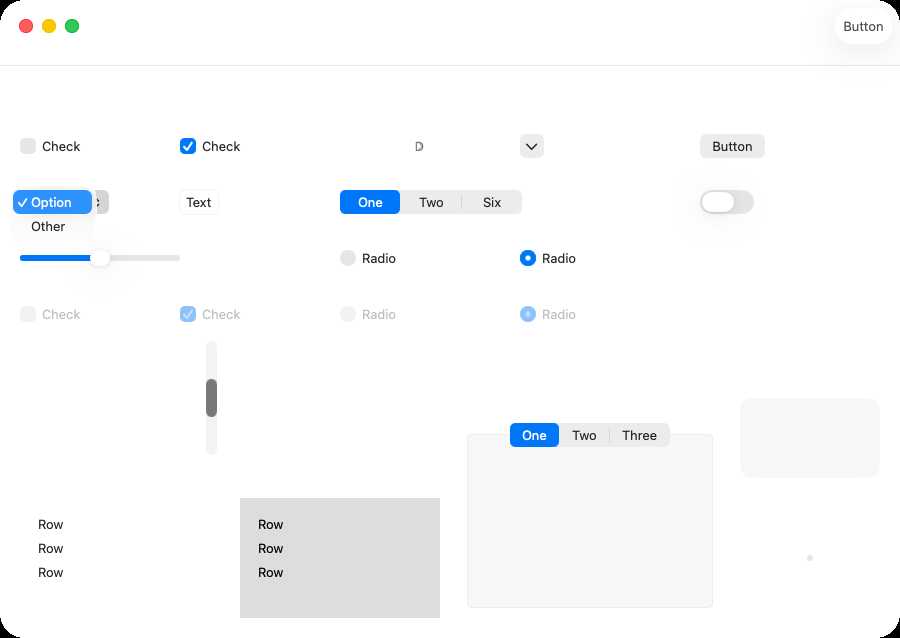 Button
Check
Check
Button
Option
Other
Text
One Two Six
Radio
Radio
Check
Check
Radio
Radio
One Two Three
Row
Row
Row
Row
Row
Row